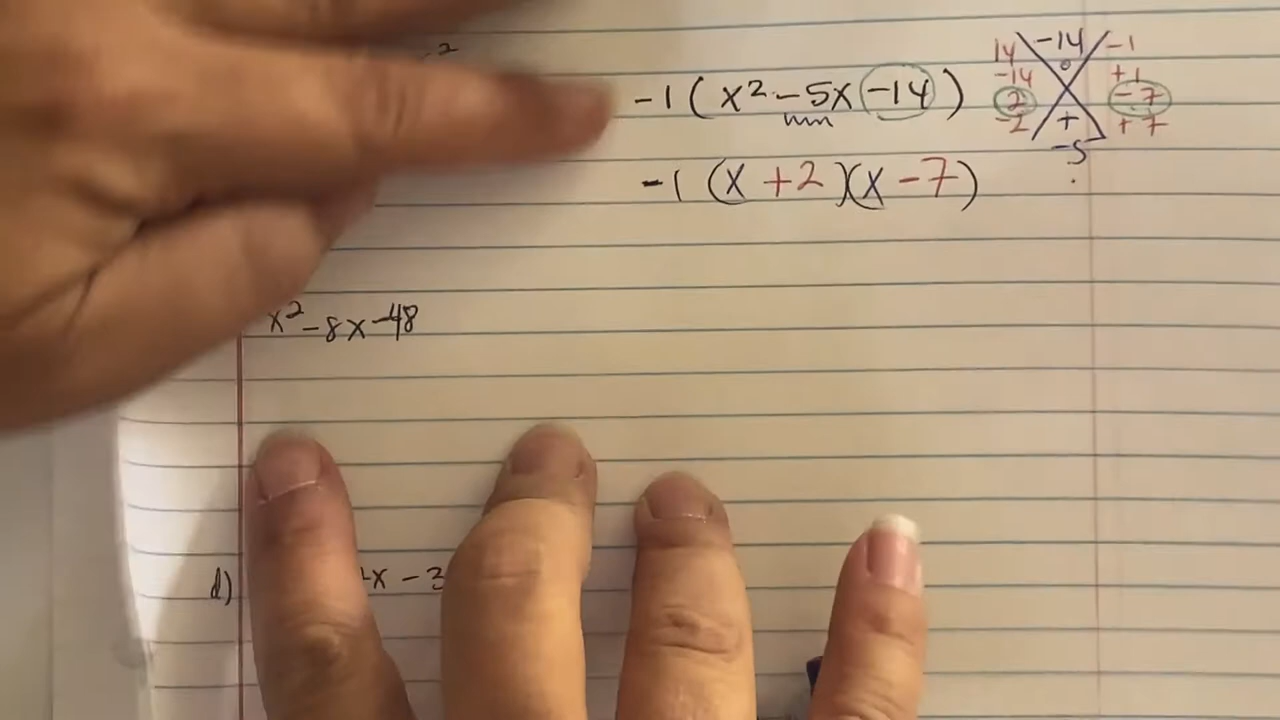 -1(x² -5x -14)
14 -14 -1
-14 +1
2 -7
-2 + +7
-5
-1(x +2)(x -7)
x² -8x -48
d) x -3